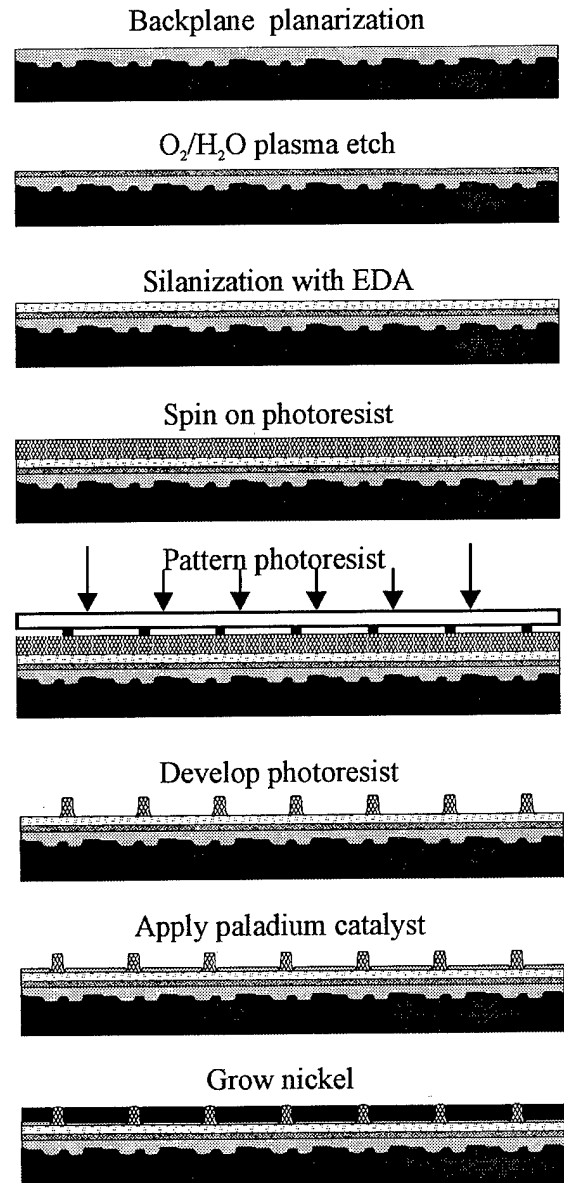 Backplane planarization
O₂/H₂O plasma etch
Silanization with EDA
Spin on photoresist
Pattern photoresist
Develop photoresist
Apply paladium catalyst
Grow nickel